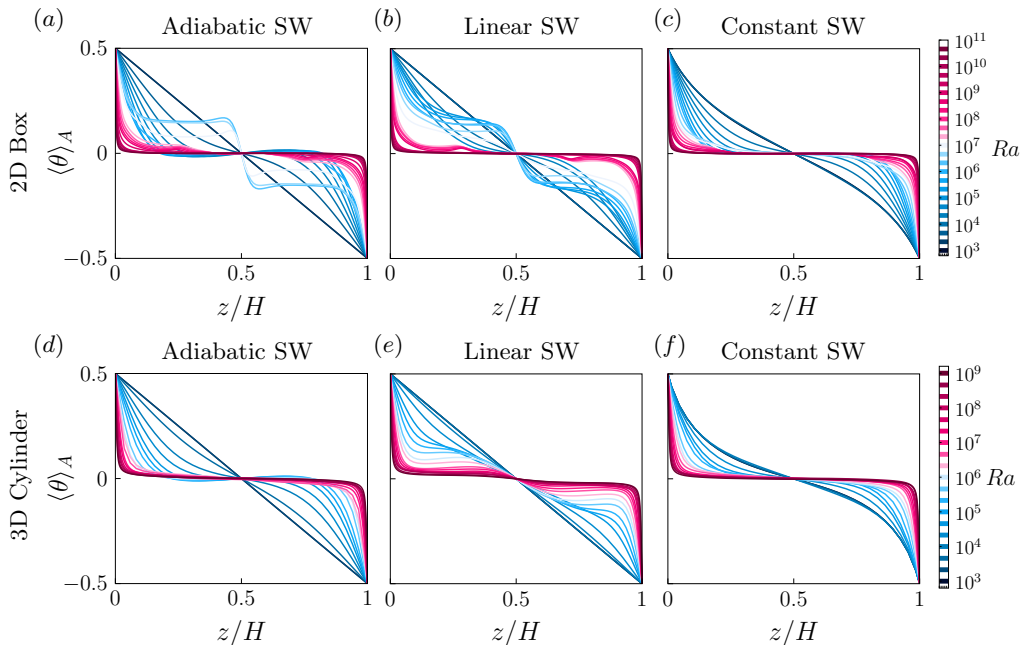 (a) Adiabatic SW (b) Linear SW (c) Constant SW
2D Box
⟨θ⟩_A
0.5
0
−0.5
0 0.5 1
z/H
0 0.5 1
z/H
0 0.5 1
z/H
10^11
10^10
10^9
10^8
10^7
10^6
10^5
10^4
10^3
Ra
(d) Adiabatic SW (e) Linear SW (f) Constant SW
3D Cylinder
⟨θ⟩_A
0.5
0
−0.5
0 0.5 1
z/H
0 0.5 1
z/H
0 0.5 1
z/H
10^9
10^8
10^7
10^6
10^5
10^4
10^3
Ra